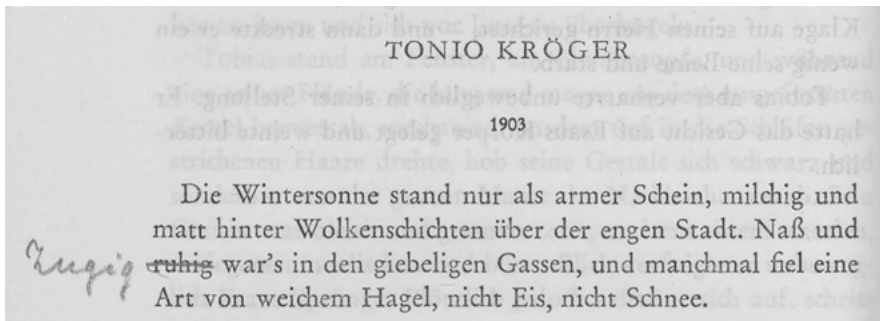 TONIO KRÖGER
1903
Die Wintersonne stand nur als armer Schein, milchig und
matt hinter Wolkenschichten über der engen Stadt. Naß und
zugig ruhig war's in den giebeligen Gassen, und manchmal fiel eine
Art von weichem Hagel, nicht Eis, nicht Schnee.